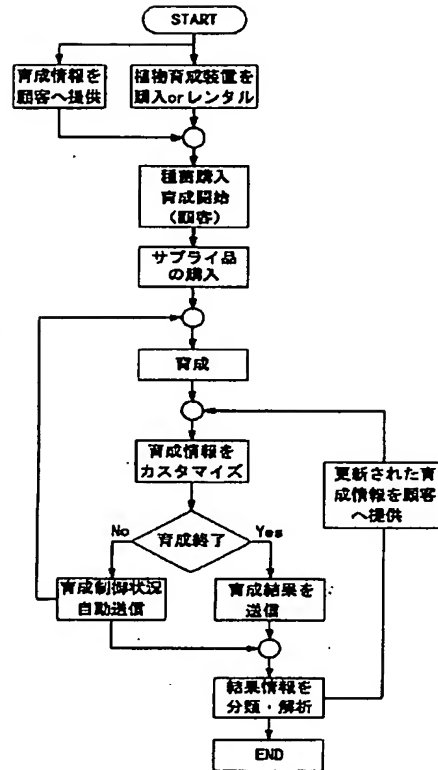 START
育成情報を
顧客へ提供
植物育成装置を
購入orレンタル
種苗購入
育成開始
(顧客)
サプライ品
の購入
育成
育成情報を
カスタマイズ
更新された育
成情報を顧客
へ提供
No
育成終了
Yes
育成制御状況
自動送信
育成結果を
送信
結果情報を
分類・解析
END